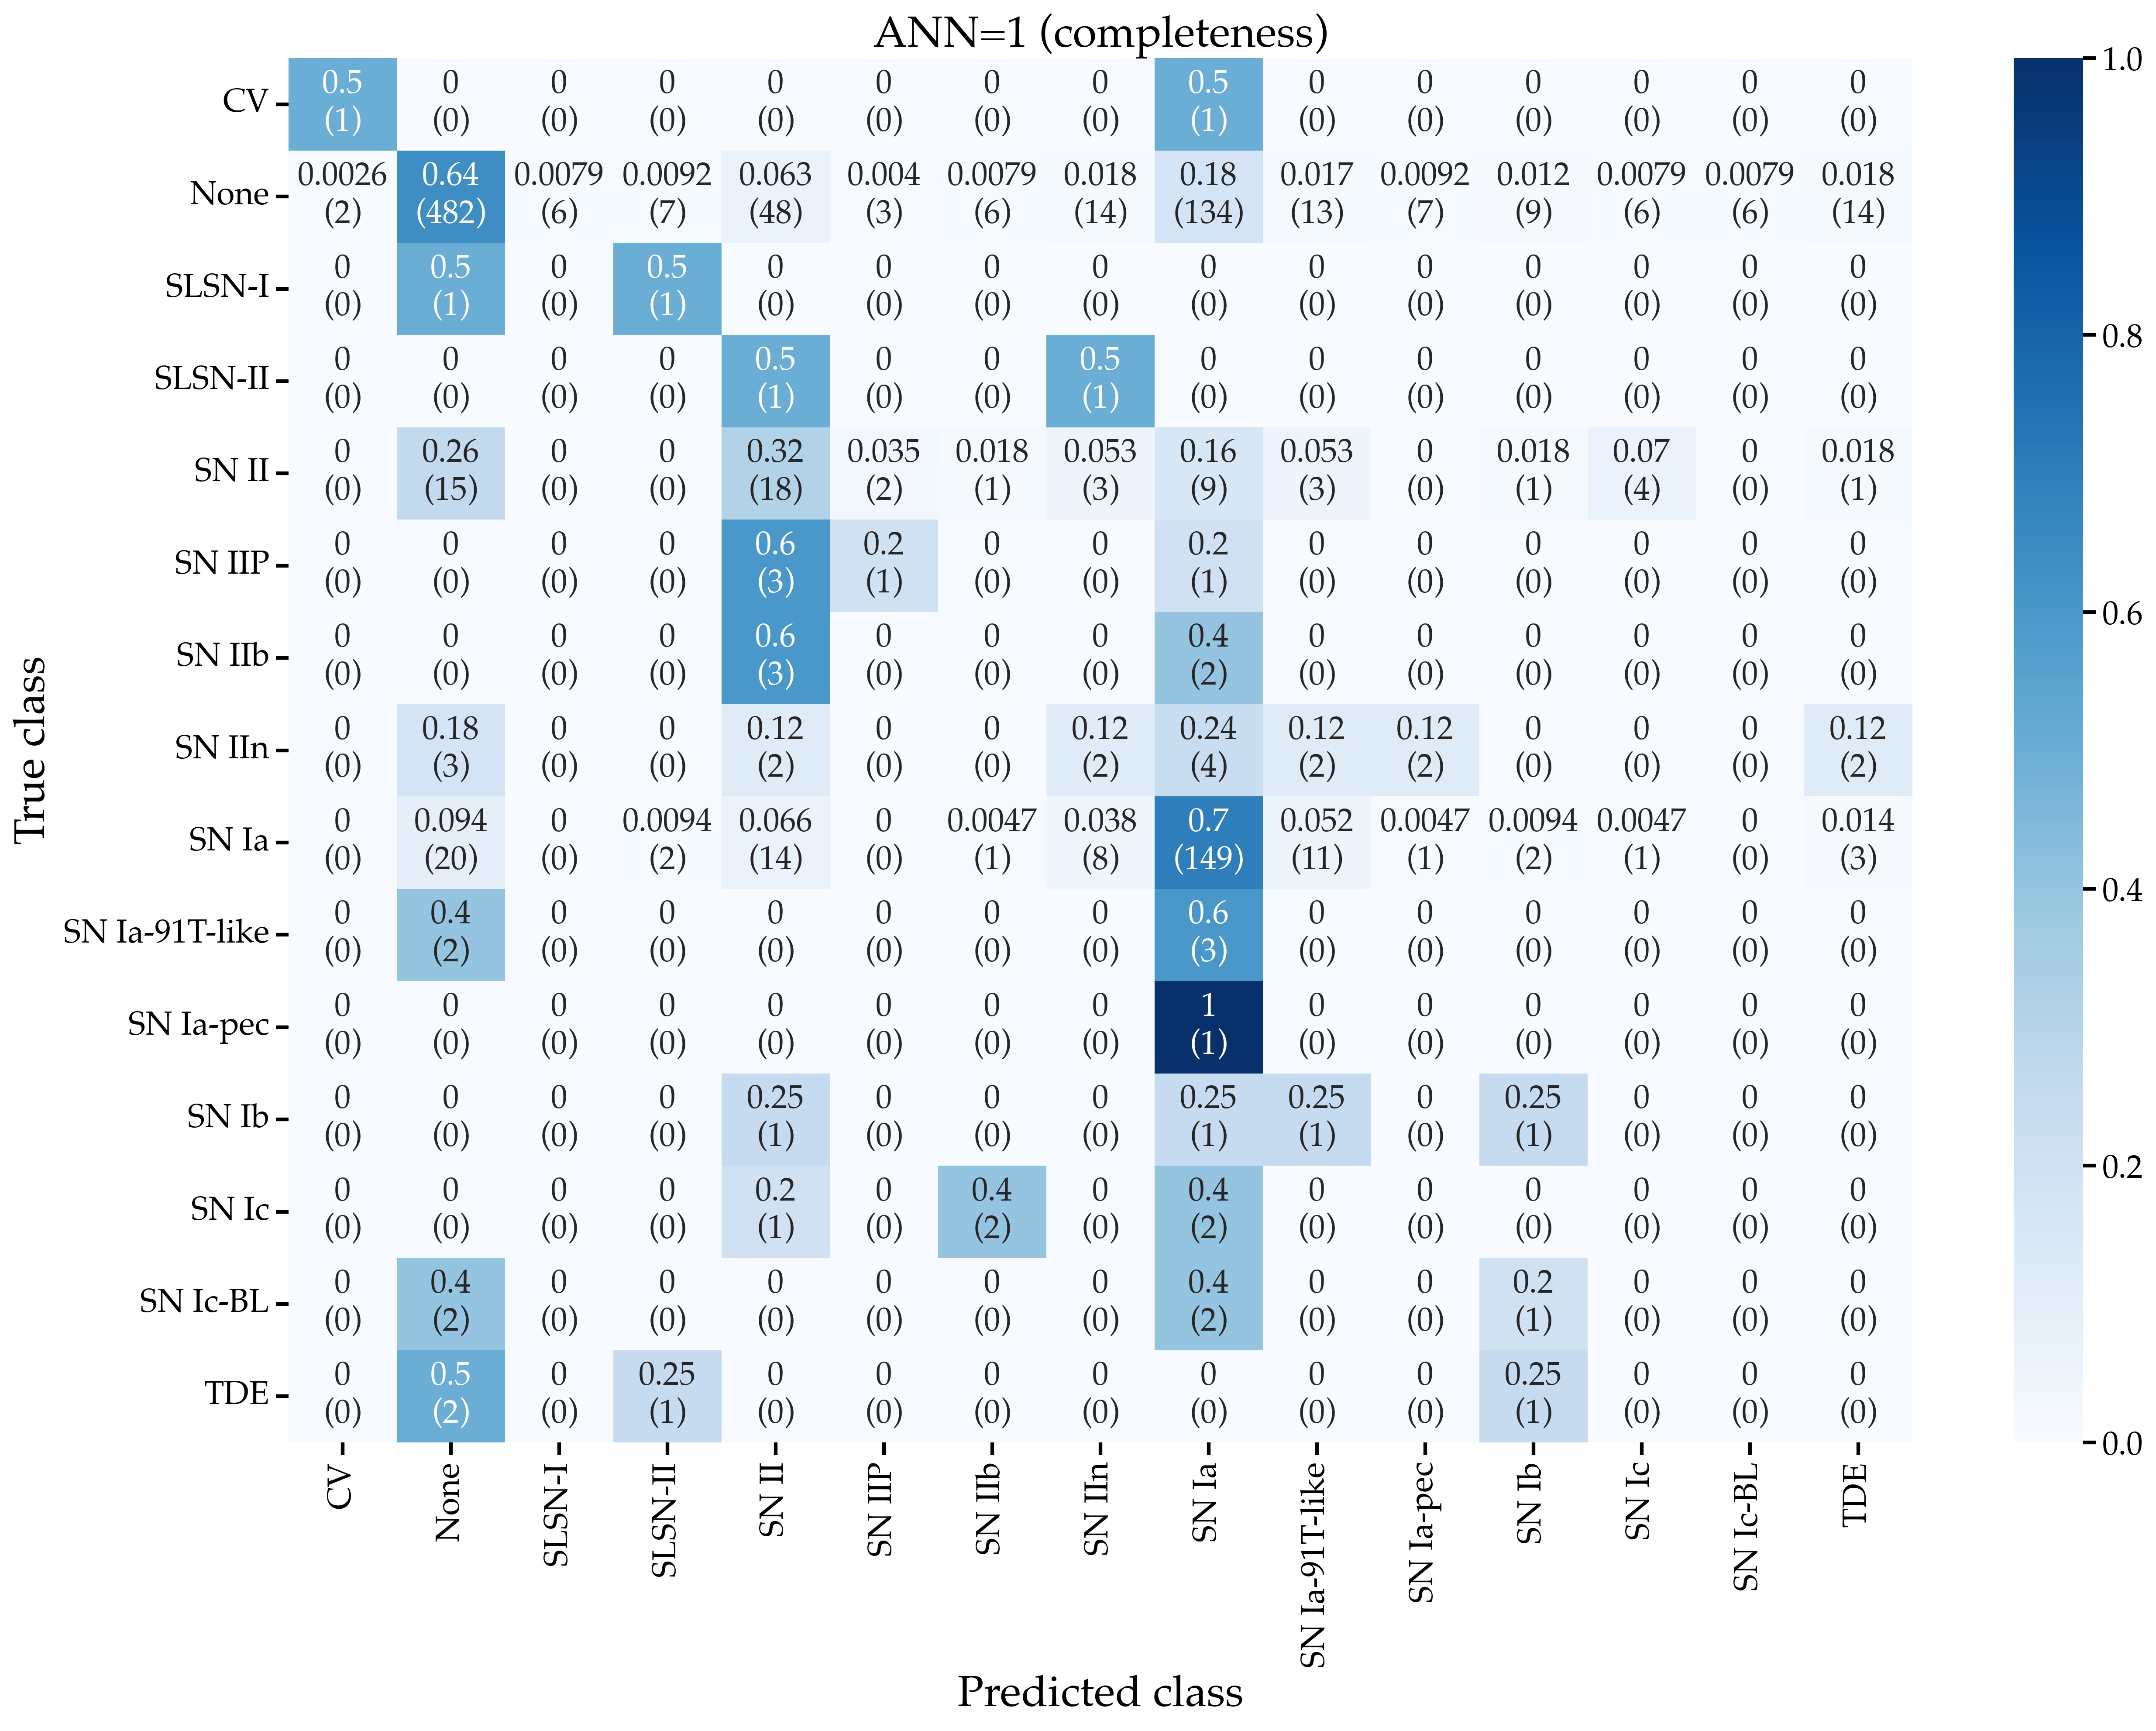 ANN=1 (completeness)
CV 0.5 0 0 0 0 0 0 0 0.5 0 0 0 0 0 0
(1) (0) (0) (0) (0) (0) (0) (0) (1) (0) (0) (0) (0) (0) (0)
None 0.0026 0.64 0.0079 0.0092 0.063 0.004 0.0079 0.018 0.18 0.017 0.0092 0.012 0.0079 0.0079 0.018
(2) (482) (6) (7) (48) (3) (6) (14) (134) (13) (7) (9) (6) (6) (14)
SLSN-I 0 0.5 0 0.5 0 0 0 0 0 0 0 0 0 0 0
(0) (1) (0) (1) (0) (0) (0) (0) (0) (0) (0) (0) (0) (0) (0)
SLSN-II 0 0 0 0 0.5 0 0 0.5 0 0 0 0 0 0 0
(0) (0) (0) (0) (1) (0) (0) (1) (0) (0) (0) (0) (0) (0) (0)
SN II 0 0.26 0 0 0.32 0.035 0.018 0.053 0.16 0.053 0 0.018 0.07 0 0.018
(0) (15) (0) (0) (18) (2) (1) (3) (9) (3) (0) (1) (4) (0) (1)
SN IIP 0 0 0 0 0.6 0.2 0 0 0.2 0 0 0 0 0 0
(0) (0) (0) (0) (3) (1) (0) (0) (1) (0) (0) (0) (0) (0) (0)
SN IIb 0 0 0 0 0.6 0 0 0 0.4 0 0 0 0 0 0
(0) (0) (0) (0) (3) (0) (0) (0) (2) (0) (0) (0) (0) (0) (0)
SN IIn 0 0.18 0 0 0.12 0 0 0.12 0.24 0.12 0.12 0 0 0 0.12
(0) (3) (0) (0) (2) (0) (0) (2) (4) (2) (2) (0) (0) (0) (2)
SN Ia 0 0.094 0 0.0094 0.066 0 0.0047 0.038 0.7 0.052 0.0047 0.0094 0.0047 0 0.014
(0) (20) (0) (2) (14) (0) (1) (8) (149) (11) (1) (2) (1) (0) (3)
SN Ia-91T-like 0 0.4 0 0 0 0 0 0 0.6 0 0 0 0 0 0
(0) (2) (0) (0) (0) (0) (0) (0) (3) (0) (0) (0) (0) (0) (0)
SN Ia-pec 0 0 0 0 0 0 0 0 1 0 0 0 0 0 0
(0) (0) (0) (0) (0) (0) (0) (0) (1) (0) (0) (0) (0) (0) (0)
SN Ib 0 0 0 0 0.25 0 0 0 0.25 0.25 0 0.25 0 0 0
(0) (0) (0) (0) (1) (0) (0) (0) (1) (1) (0) (1) (0) (0) (0)
SN Ic 0 0 0 0 0.2 0 0.4 0 0.4 0 0 0 0 0 0
(0) (0) (0) (0) (1) (0) (2) (0) (2) (0) (0) (0) (0) (0) (0)
SN Ic-BL 0 0.4 0 0 0 0 0 0 0.4 0 0 0.2 0 0 0
(0) (2) (0) (0) (0) (0) (0) (0) (2) (0) (0) (1) (0) (0) (0)
TDE 0 0.5 0 0.25 0 0 0 0 0 0 0 0.25 0 0 0
(0) (2) (0) (1) (0) (0) (0) (0) (0) (0) (0) (1) (0) (0) (0)
CV
None
SLSN-I
SLSN-II
SN II
SN IIP
SN IIb
SN IIn
SN Ia
SN Ia-91T-like
SN Ia-pec
SN Ib
SN Ic
SN Ic-BL
TDE
Predicted class
True class
1.0
0.8
0.6
0.4
0.2
0.0